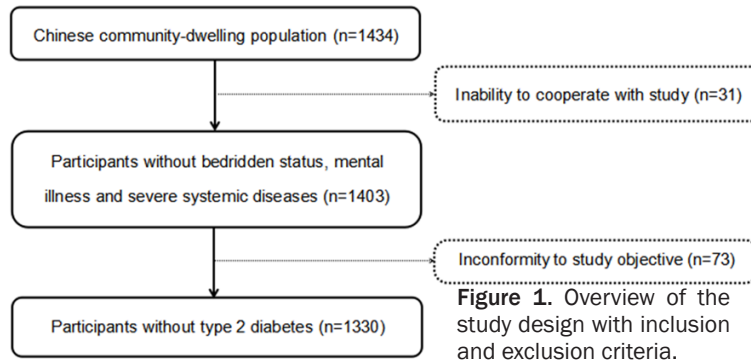 Chinese community-dwelling population (n=1434)
Inability to cooperate with study (n=31)
Participants without bedridden status, mental
illness and severe systemic diseases (n=1403)
Inconformity to study objective (n=73)
Participants without type 2 diabetes (n=1330)
Figure 1. Overview of the
study design with inclusion
and exclusion criteria.